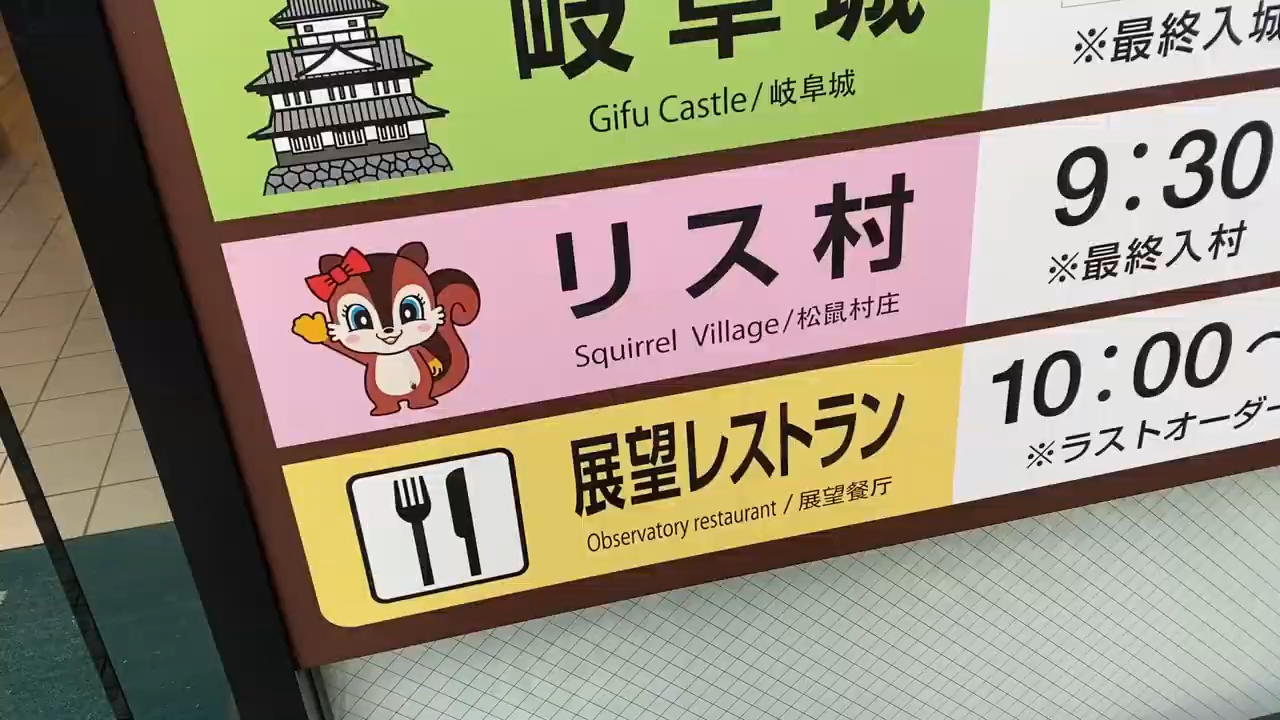 岐阜城
Gifu Castle/岐阜城
※最終入城
リス村
Squirrel Village/松鼠村庄
9:30
※最終入村
展望レストラン
Observatory restaurant / 展望餐厅
10:00～
※ラストオーダー